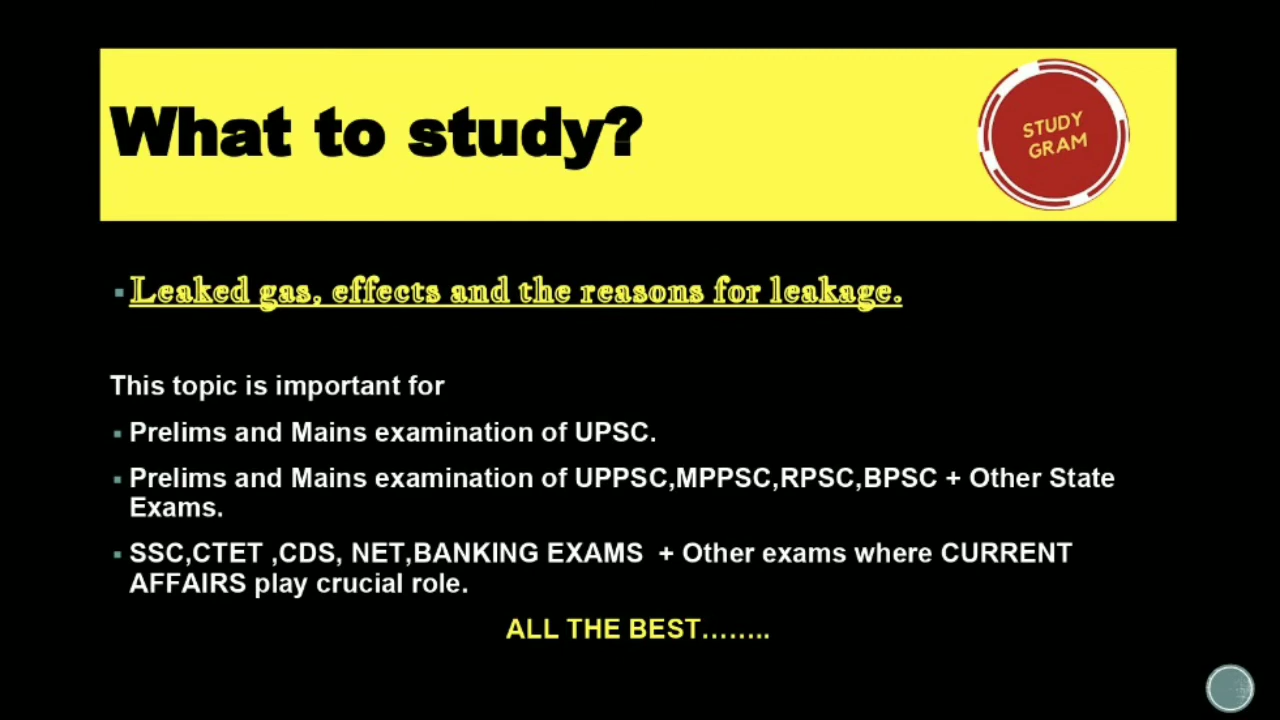 What to study?
STUDY
GRAM
▪Leaked gas, effects and the reasons for leakage.
This topic is important for
▪ Prelims and Mains examination of UPSC.
▪ Prelims and Mains examination of UPPSC,MPPSC,RPSC,BPSC + Other State
Exams.
▪ SSC,CTET ,CDS, NET,BANKING EXAMS + Other exams where CURRENT
AFFAIRS play crucial role.
ALL THE BEST……..